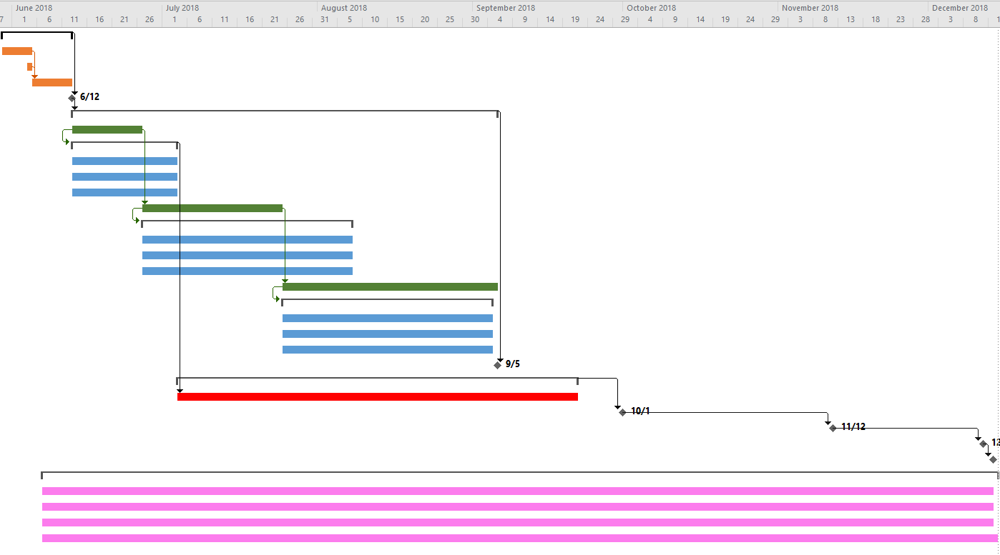 June 2018 July 2018 August 2018 September 2018 October 2018 November 2018 December 2018
7 1 6 11 16 21 26 1 6 11 16 21 26 31 5 10 15 20 25 30 4 9 14 19 24 29 4 9 14 19 24 29 3 8 13 18 23 28 3 8
6/12
9/5
10/1
11/12